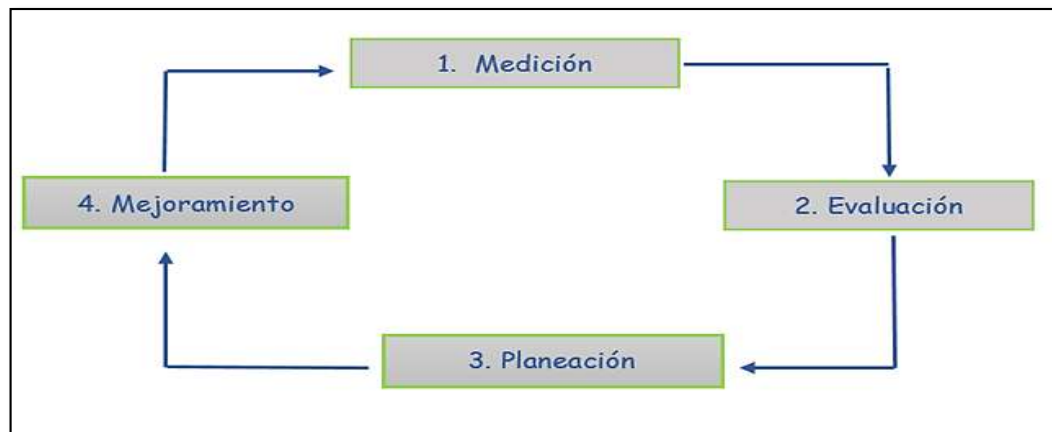 1. Medición
2. Evaluación
3. Planeación
4. Mejoramiento